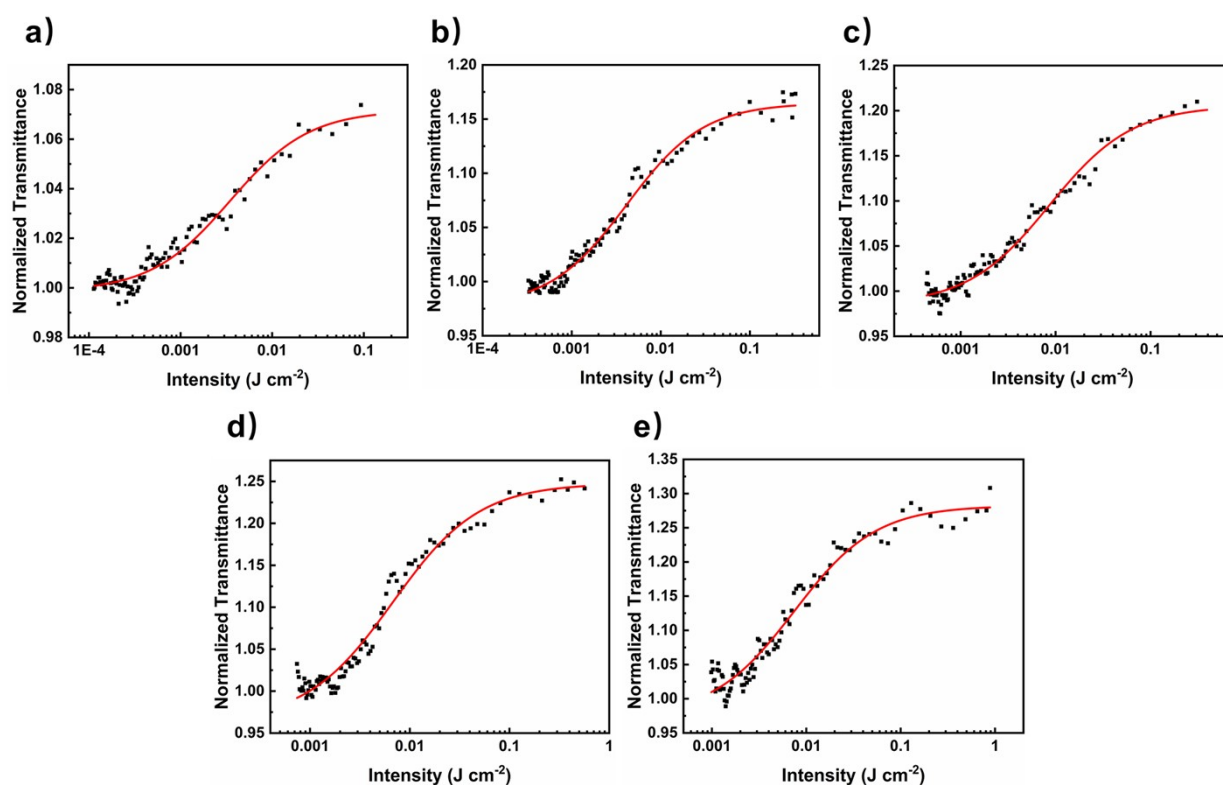 a)
Normalized Transmittance
1.10
1.08
1.06
1.04
1.02
1.00
0.98
1E-4 0.001 0.01 0.1
Intensity (J cm-2)
b)
Normalized Transmittance
1.20
1.15
1.10
1.05
1.00
0.95
1E-4 0.001 0.01 0.1
Intensity (J cm-2)
c)
Normalized Transmittance
1.25
1.20
1.15
1.10
1.05
1.00
0.95
0.001 0.01 0.1
Intensity (J cm-2)
d)
Normalized Transmittance
1.25
1.20
1.15
1.10
1.05
1.00
0.95
0.001 0.01 0.1 1
Intensity (J cm-2)
e)
Normalized Transmittance
1.35
1.30
1.25
1.20
1.15
1.10
1.05
1.00
0.95
0.001 0.01 0.1 1
Intensity (J cm-2)